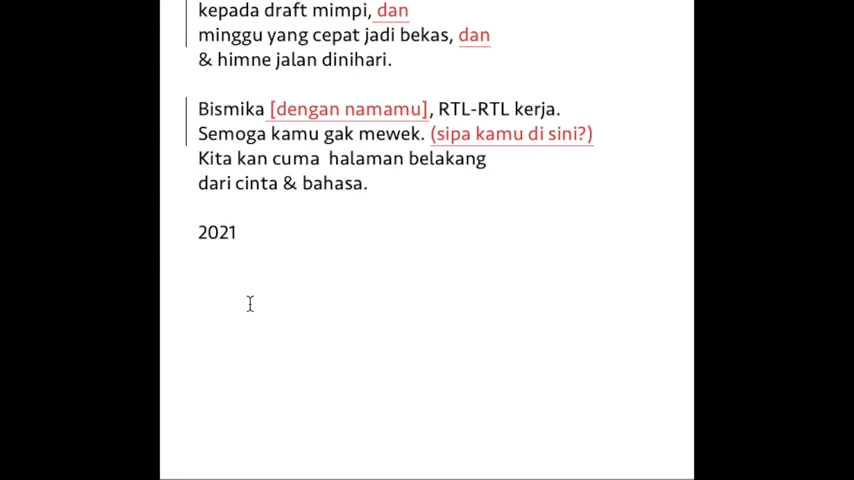 kepada draft mimpi, dan
minggu yang cepat jadi bekas, dan
& himne jalan dinihari.
Bismika [dengan namamu], RTL-RTL kerja.
Semoga kamu gak mewek. (sipa kamu di sini?)
Kita kan cuma  halaman belakang
dari cinta & bahasa.
2021